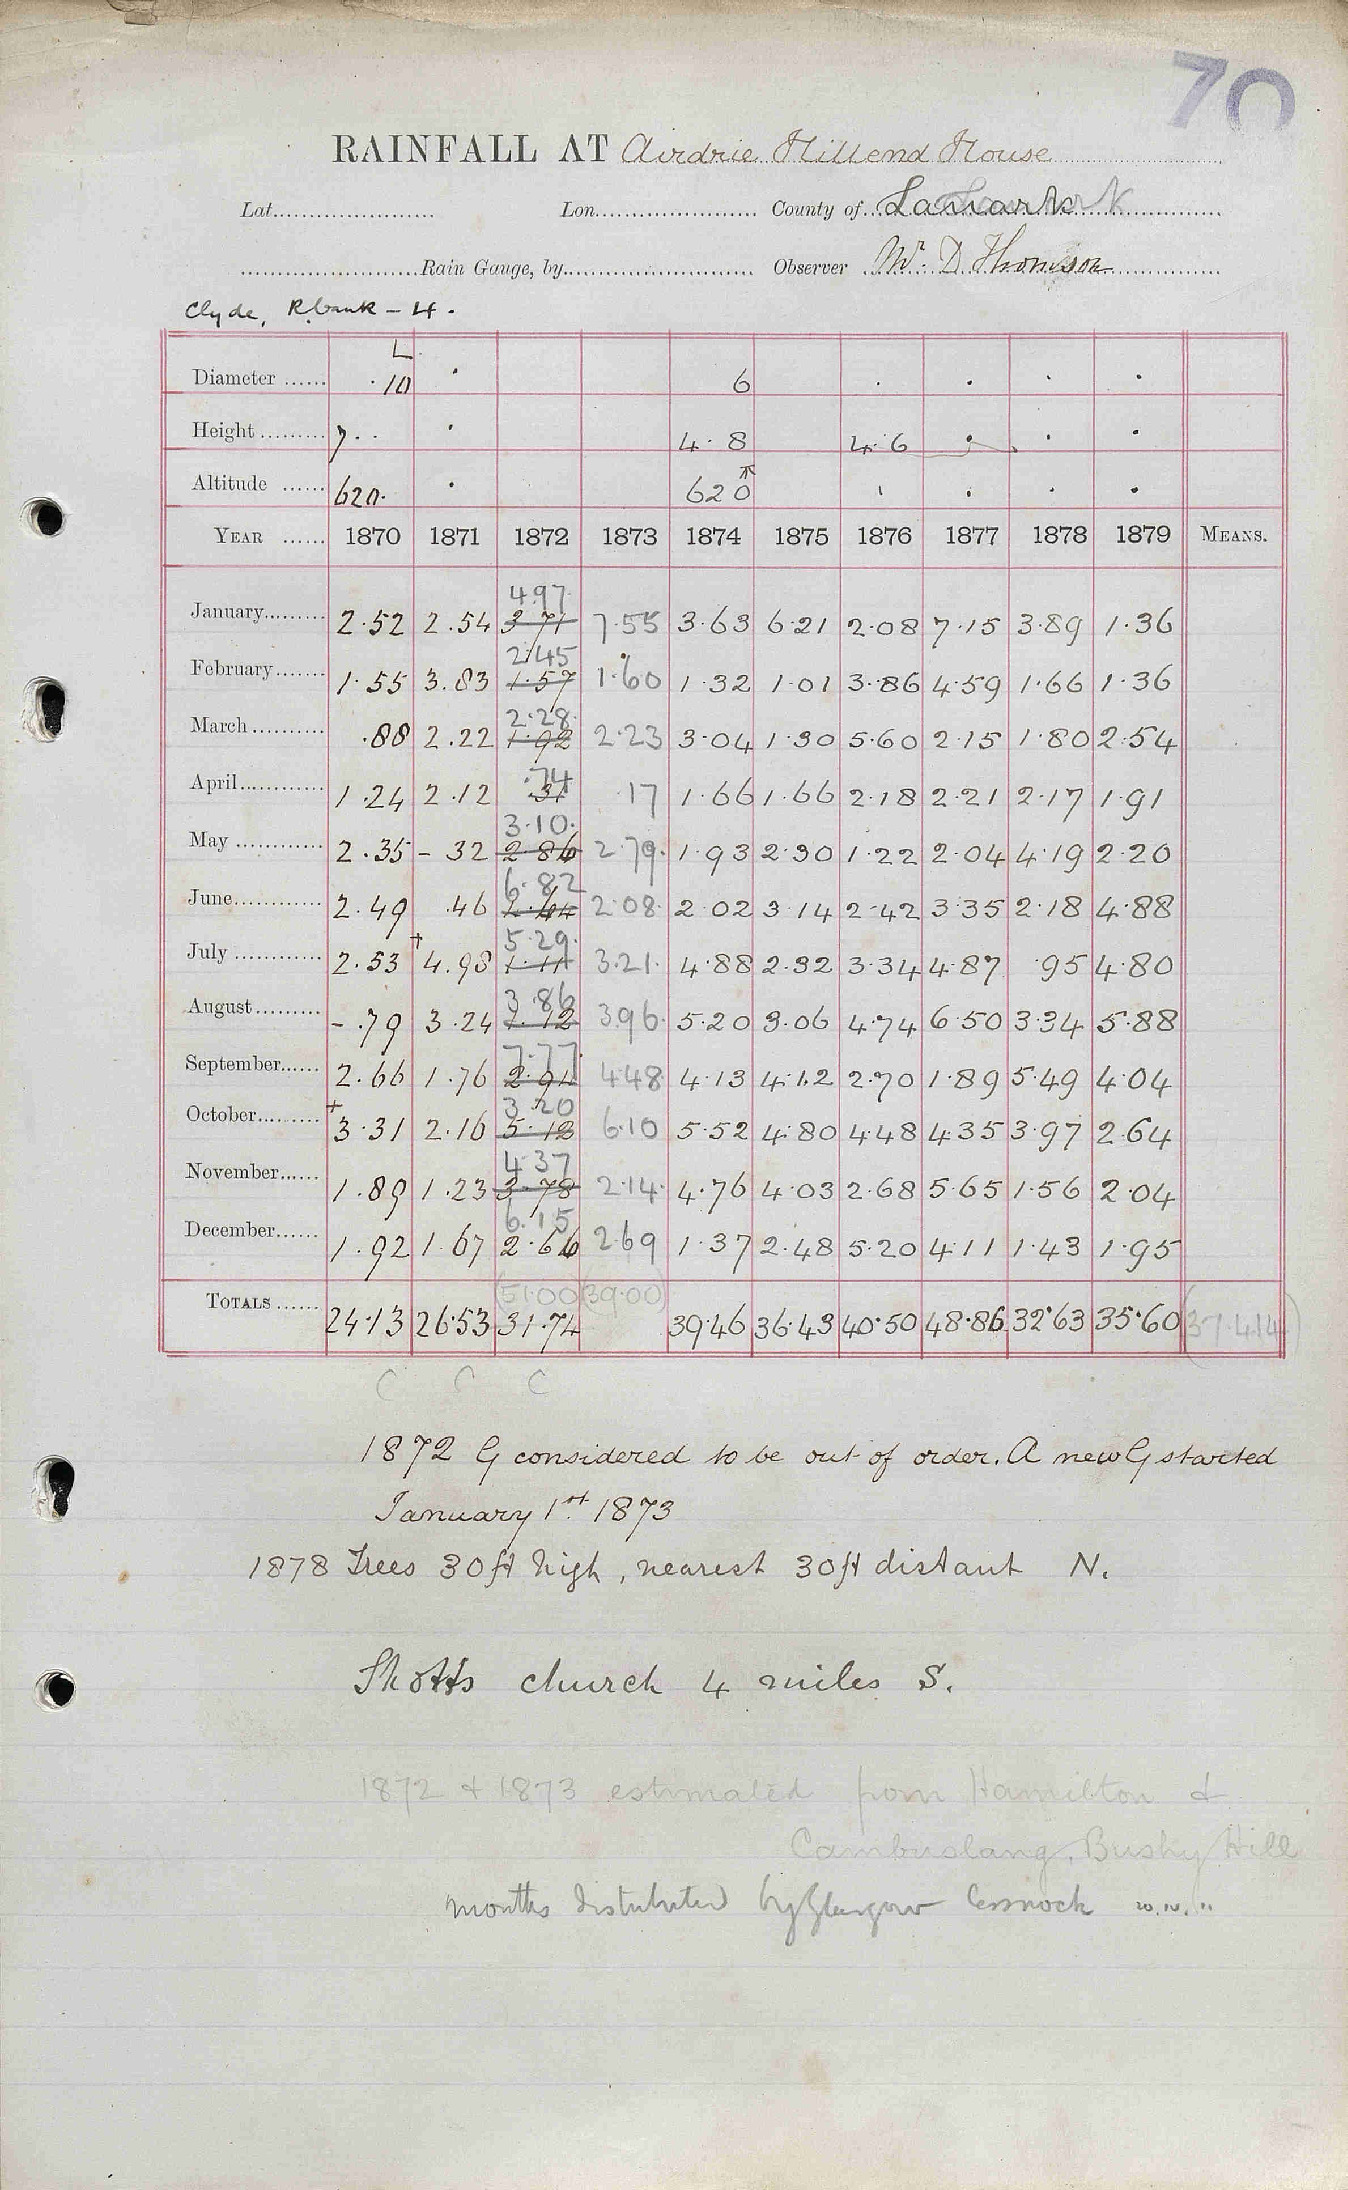 70
RAINFALL AT Airdrie Hillend House
Lat. Lon. County of Lanark
Rain Gauge, by Observer Mr. D Thomson
Clyde, R. bank - 4.
L
Diameter 10 6
Height 7 4.8 4.6
Altitude 620 620
YEAR 1870 1871 1872 1873 1874 1875 1876 1877 1878 1879 MEANS.
4.97
January 2.52 2.54 3.71 7.55 3.63 6.21 2.08 7.15 3.89 1.36
2.45
February 1.55 3.83 1.57 1.60 1.32 1.01 3.86 4.59 1.66 1.36
2.28
March .88 2.22 1.92 2.23 3.04 1.30 5.60 2.15 1.80 2.54
.74
April 1.24 2.12 .31 17 1.66 1.66 2.18 2.21 2.17 1.91
3.10
May 2.35 - 32 2.86 2.79 1.93 2.30 1.22 2.04 4.19 2.20
6.82
June 2.49 .46 2.64 2.08 2.02 3.14 2.42 3.35 2.18 4.88
5.29
July 2.53 4.98 1.11 3.21 4.88 2.32 3.34 4.87 .95 4.80
3.86
August - .79 3.24 2.12 3.96 5.20 3.06 4.74 6.50 3.34 5.88
7.77
September 2.66 1.76 2.94 4.48 4.13 4.12 2.70 1.89 5.49 4.04
3.20
October 3.31 2.16 5.12 6.10 5.52 4.80 4.48 4.35 3.97 2.64
4.37
November 1.89 1.23 3.78 2.14 4.76 4.03 2.68 5.65 1.56 2.04
6.15
December 1.92 1.67 2.66 2.69 1.37 2.48 5.20 4.11 1.43 1.95
(51.00) (39.00)
TOTALS 24.13 26.53 31.74 39.46 36.43 40.50 48.86 32.63 35.60 (37.414)
C C C
1872 G considered to be out of order. A new G started
January 1st 1873
1878 Trees 30 ft high, nearest 30 ft distant N.
Shotts church 4 miles S.
1872 & 1873 estimated from Hamilton &
Cambuslang, Bushy Hill
months distributed by Glasgow Cessnock